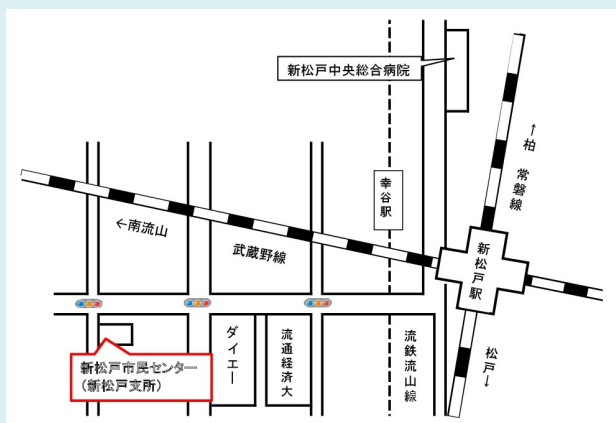 新松戸中央総合病院
↑柏　常磐線
幸谷駅
←南流山
武蔵野線
新松戸駅
ダイエー
流通経済大
流鉄流山線
松戸↓
新松戸市民センター
（新松戸支所）